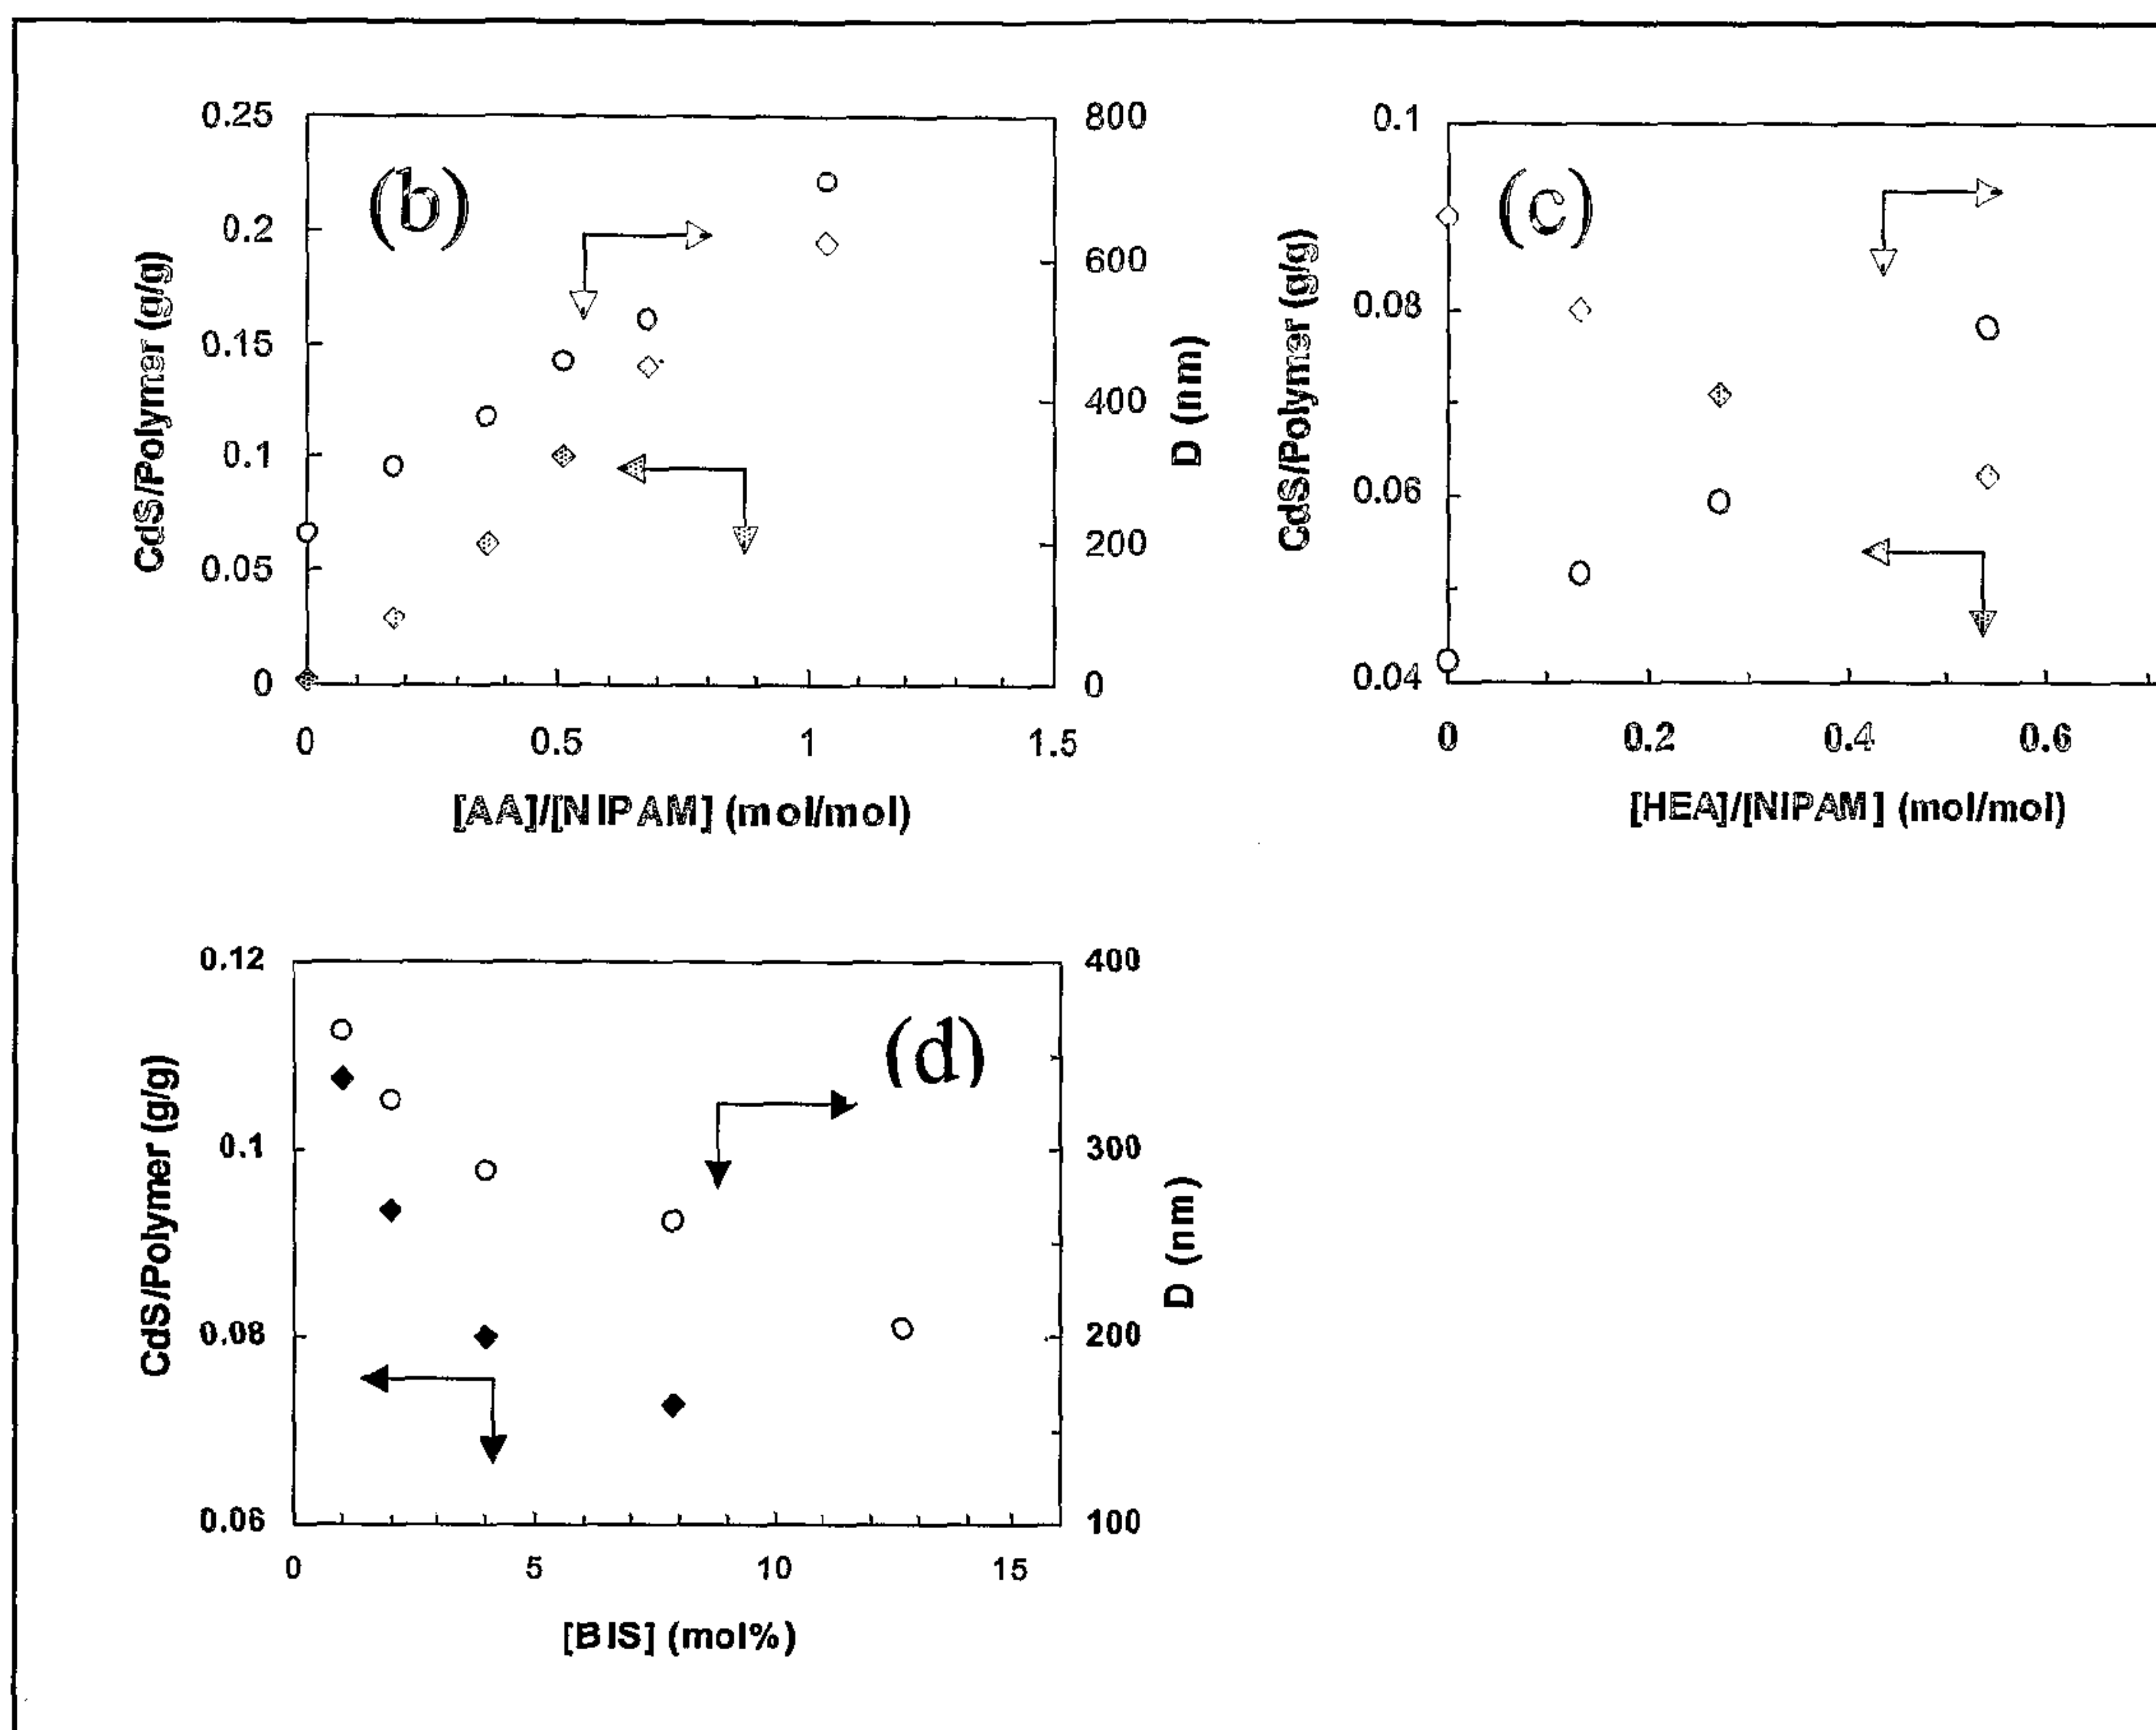 0.25
0.2
0.15
0.1
0.05
0
CdS/Polymer (g/g)
(b)
800
600
400
200
0
D (nm)
0 0.5 1 1.5
[AA]/[NIPAM] (mol/mol)
0.1
0.08
0.06
0.04
CdS/Polymer (g/g)
(c)
0 0.2 0.4 0.6
[HEA]/[NIPAM] (mol/mol)
0.12
0.1
0.08
0.06
CdS/Polymer (g/g)
(d)
400
300
200
100
D (nm)
0 5 10 15
[BIS] (mol%)